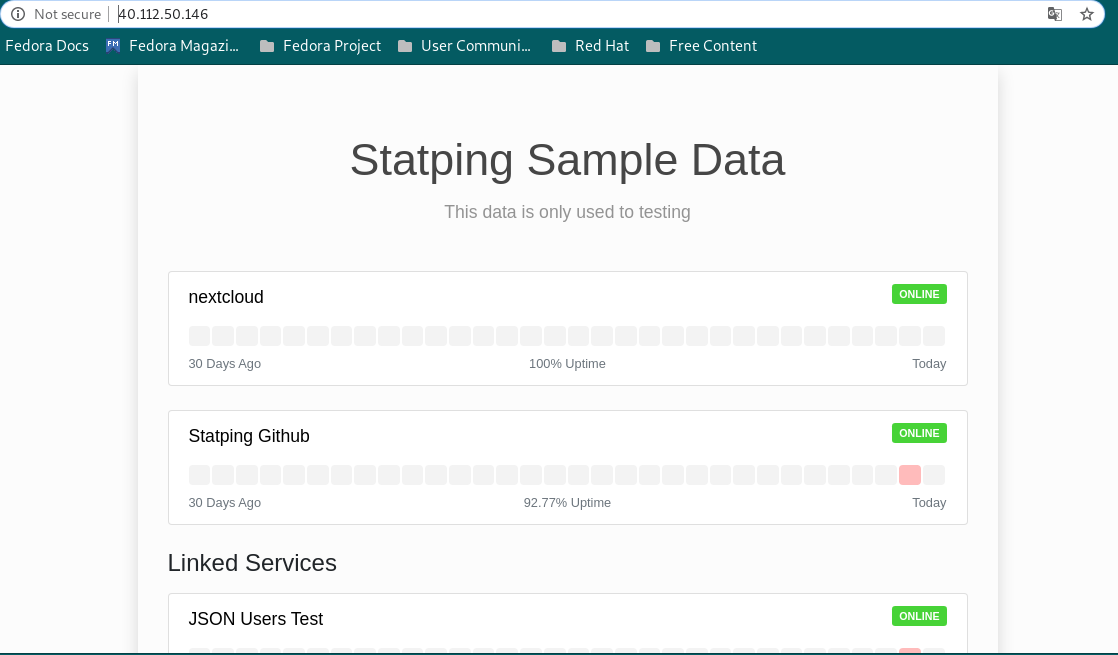 Not secure 40.112.50.146
Fedora Docs FM Fedora Magazi... Fedora Project User Communi... Red Hat Free Content
Statping Sample Data
This data is only used to testing
nextcloud ONLINE
30 Days Ago 100% Uptime Today
Statping Github ONLINE
30 Days Ago 92.77% Uptime Today
Linked Services
JSON Users Test ONLINE